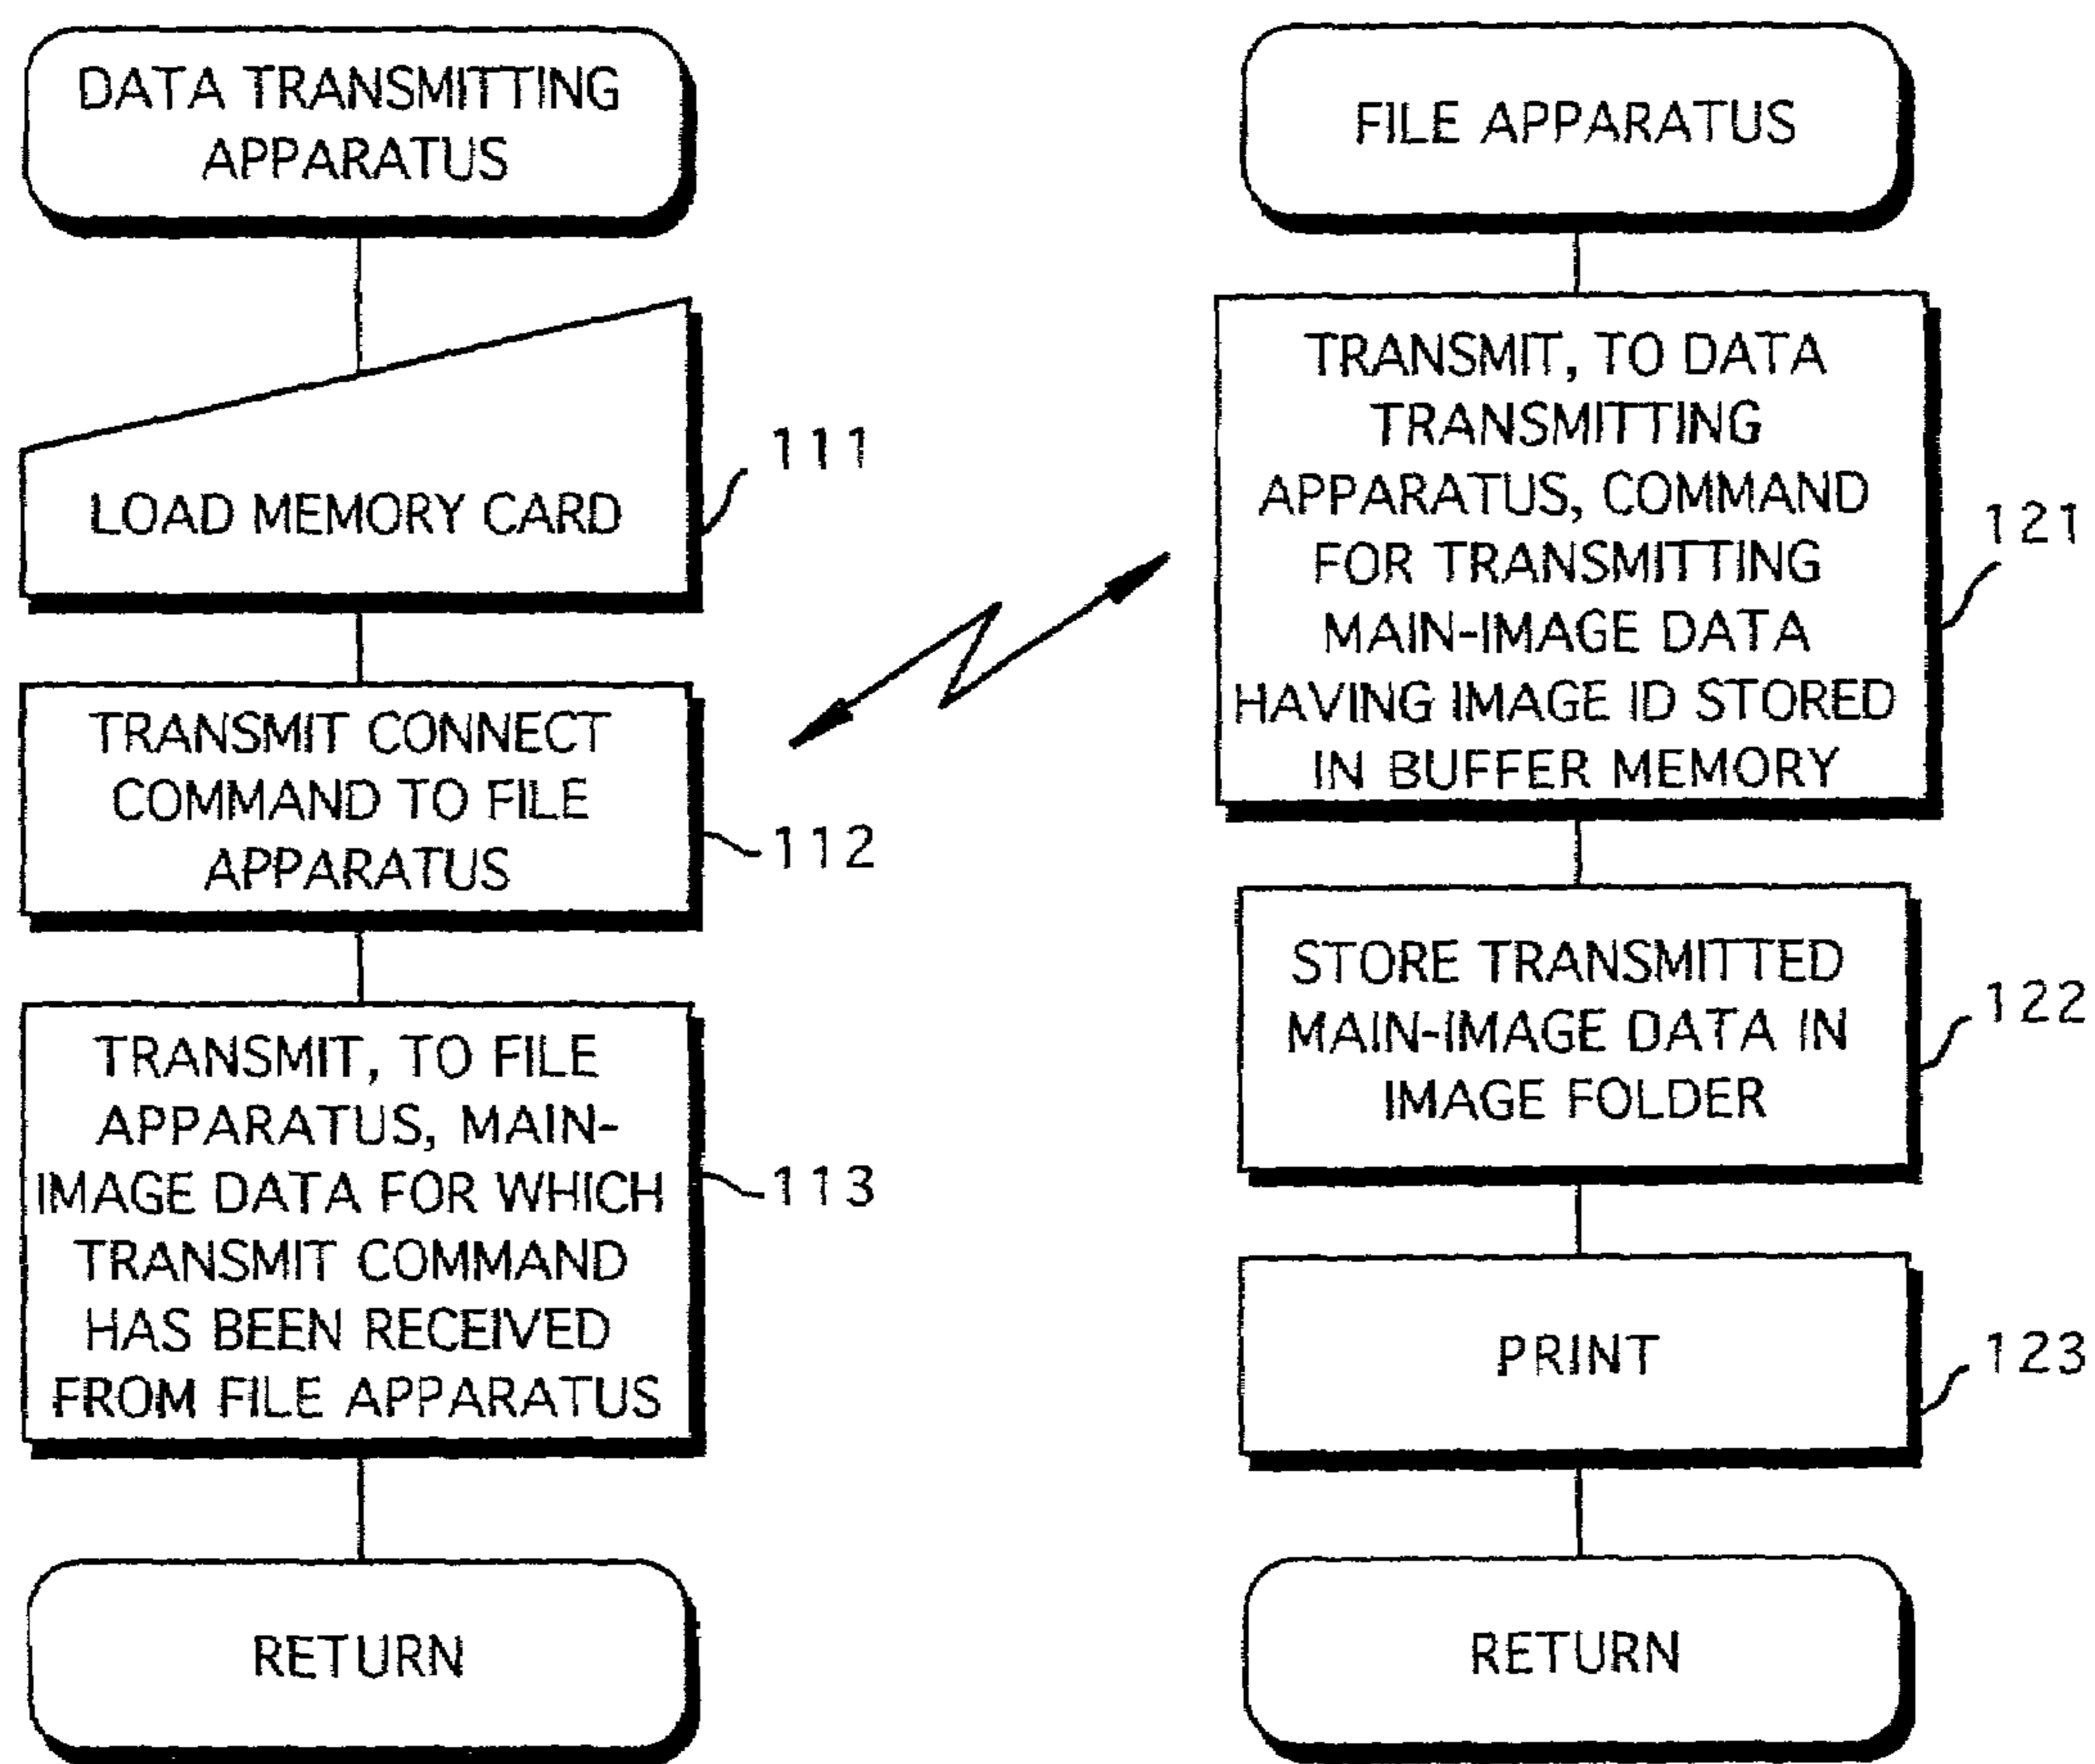 DATA TRANSMITTING
APPARATUS
LOAD MEMORY CARD
111
TRANSMIT CONNECT
COMMAND TO FILE
APPARATUS
112
TRANSMIT, TO FILE
APPARATUS, MAIN-
IMAGE DATA FOR WHICH
TRANSMIT COMMAND
HAS BEEN RECEIVED
FROM FILE APPARATUS
113
RETURN
FILE APPARATUS
TRANSMIT, TO DATA
TRANSMITTING
APPARATUS, COMMAND
FOR TRANSMITTING
MAIN-IMAGE DATA
HAVING IMAGE ID STORED
IN BUFFER MEMORY
121
STORE TRANSMITTED
MAIN-IMAGE DATA IN
IMAGE FOLDER
122
PRINT
123
RETURN